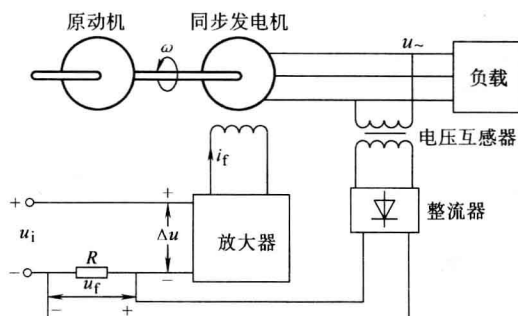 原动机
同步发电机
ω
u~
负载
电压互感器
i_f
整流器
+
+
u_i
Δu
放大器
−
R
−
u_f
−
+